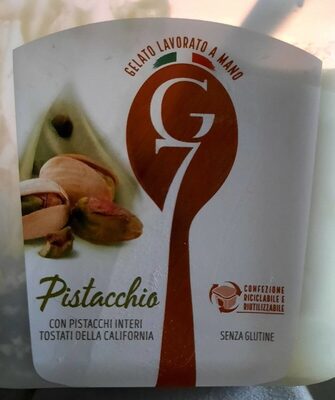 GELATO LAVORATO A MANO
G
7
Pistacchio
CON PISTACCHI INTERI
TOSTATI DELLA CALIFORNIA
CONFEZIONE
RICICLABILE E
RIUTILIZZABILE
SENZA GLUTINE